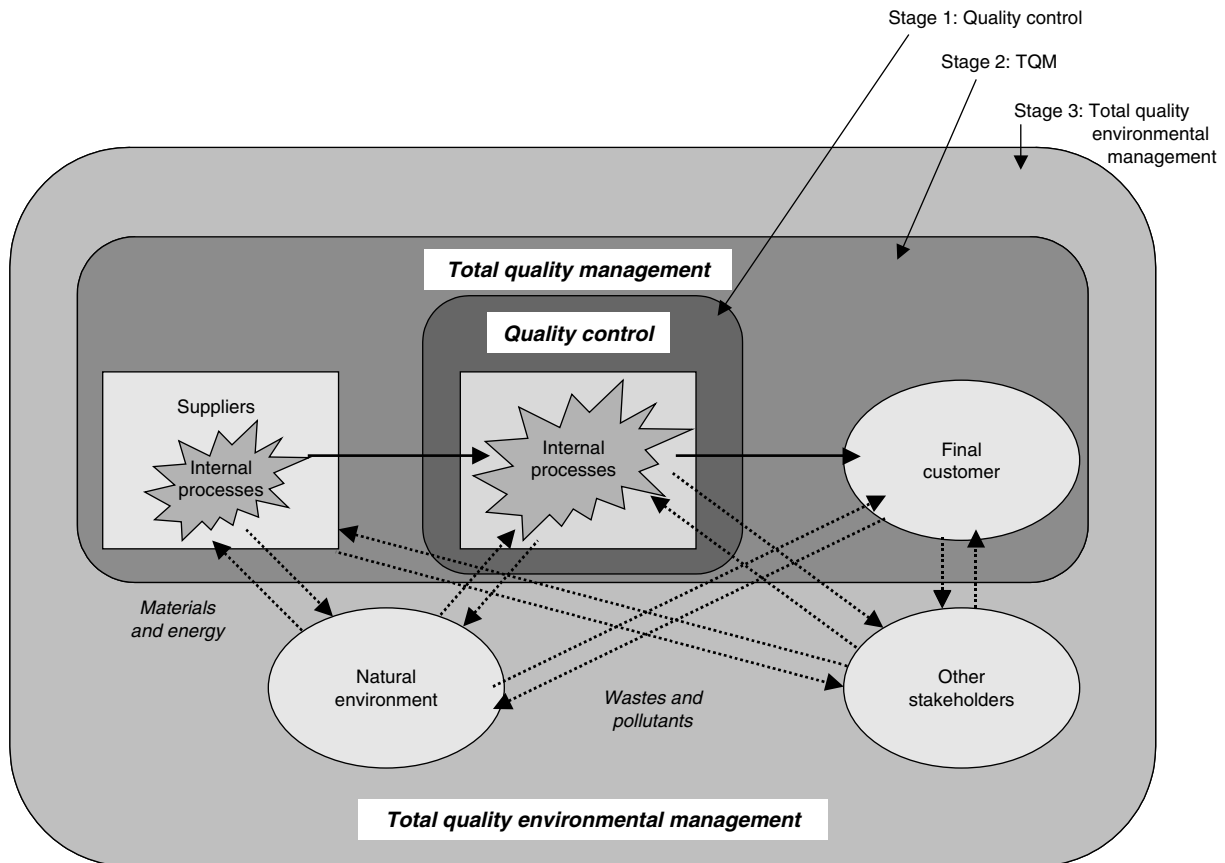 Stage 1: Quality control
Stage 2: TQM
Stage 3: Total quality
environmental
management
Total quality management
Quality control
Suppliers
Internal
processes
Internal
processes
Final
customer
Materials
and energy
Natural
environment
Wastes and
pollutants
Other
stakeholders
Total quality environmental management